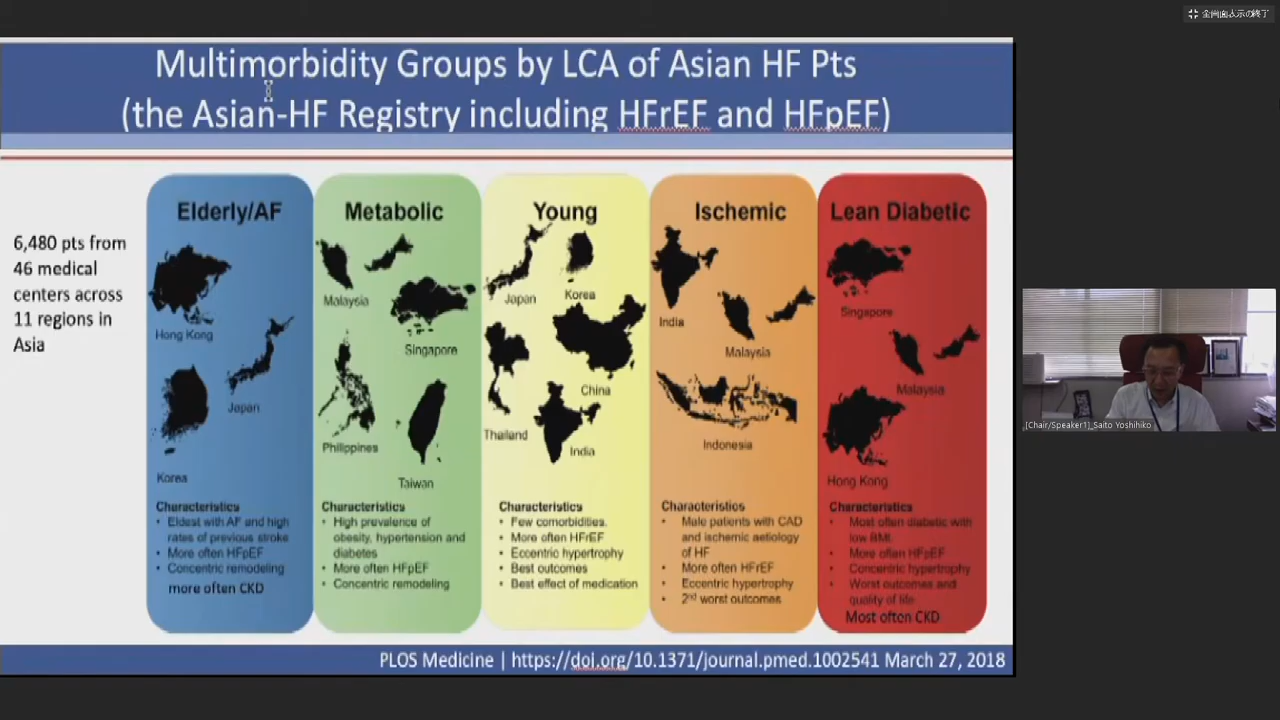 全画面表示の終了
Multimorbidity Groups by LCA of Asian HF Pts
(the Asian-HF Registry including HFrEF and HFpEF)
6,480 pts from
46 medical
centers across
11 regions in
Asia
Elderly/AF
Hong Kong
Japan
Korea
Characteristics
• Eldest with AF and high
rates of previous stroke
• More often HFpEF
• Concentric remodeling
more often CKD
Metabolic
Malaysia
Singapore
Philippines
Taiwan
Characteristics
• High prevalence of
obesity, hypertension and
diabetes
• More often HFpEF
• Concentric remodeling
Young
Japan
Korea
China
Thailand
India
Characteristics
• Few comorbidities.
• More often HFrEF
• Eccentric hypertrophy
• Best outcomes
• Best effect of medication
Ischemic
India
Malaysia
Indonesia
Characteristics
• Male patients with CAD
and ischemic aetiology
of HF
• More often HFrEF
• Eccentric hypertrophy
• 2nd worst outcomes
Lean Diabetic
Singapore
Malaysia
Hong Kong
Characteristics
• Most often diabetic with
low BMI.
• More often HFpEF
• Concentric hypertrophy
• Worst outcomes and
quality of life
Most often CKD
PLOS Medicine | https://doi.org/10.1371/journal.pmed.1002541 March 27, 2018
[Chair/Speaker1]_Saito Yoshihiko